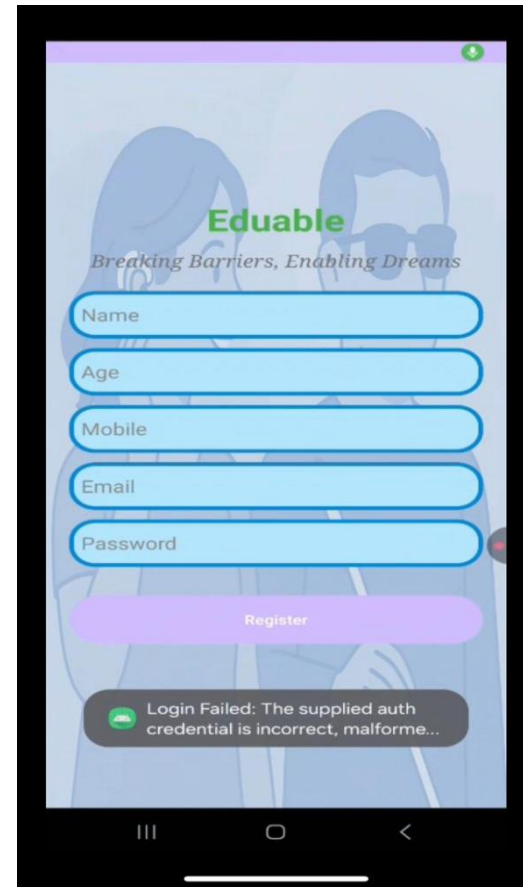 Eduable
Breaking Barriers, Enabling Dreams
Name
Age
Mobile
Email
Password
Register
Login Failed: The supplied auth
credential is incorrect, malforme...